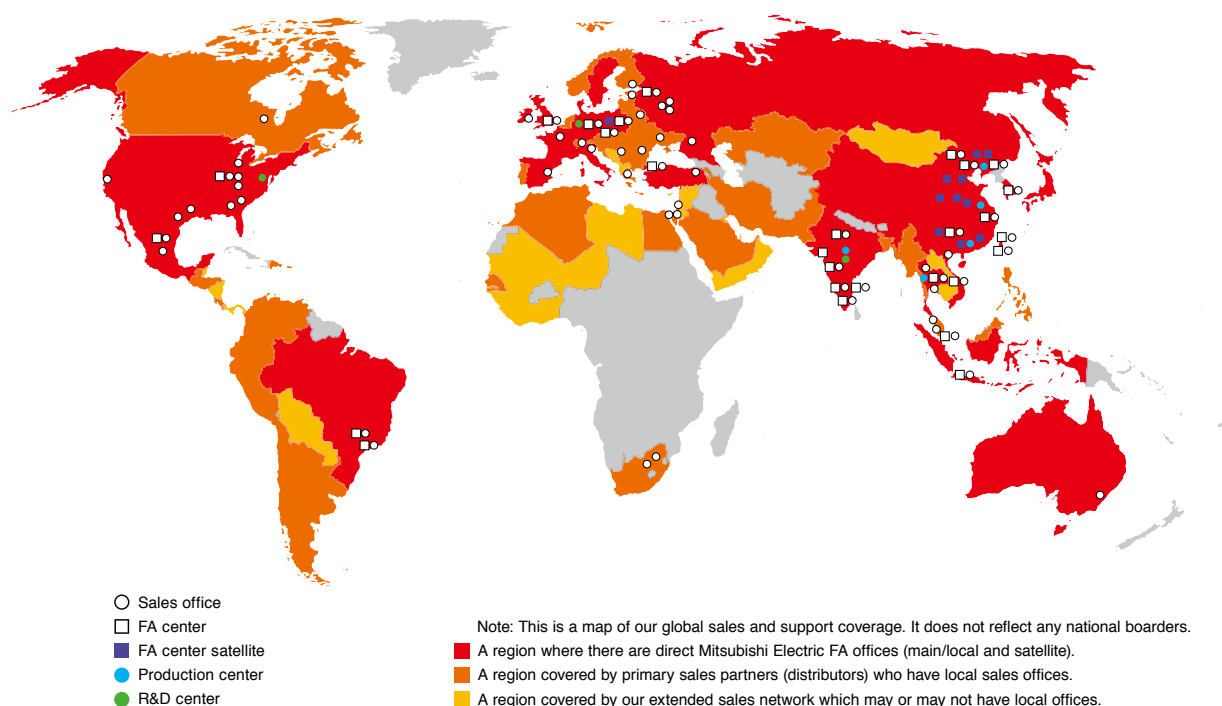 Sales office
FA center
FA center satellite
Production center
R&D center
Note: This is a map of our global sales and support coverage. It does not reflect any national boarders.
A region where there are direct Mitsubishi Electric FA offices (main/local and satellite).
A region covered by primary sales partners (distributors) who have local sales offices.
A region covered by our extended sales network which may or may not have local offices.